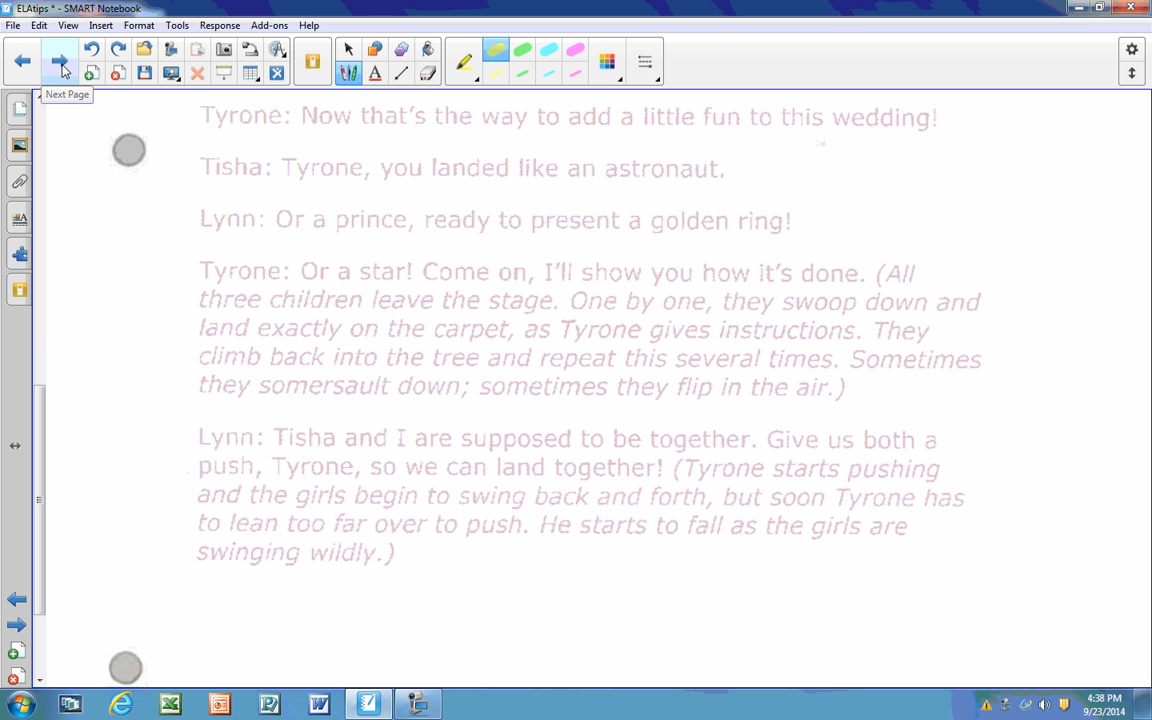 ELAtips * - SMART Notebook
File Edit View Insert Format Tools Response Add-ons Help
Next Page
Tyrone: Now that's the way to add a little fun to this wedding!
Tisha: Tyrone, you landed like an astronaut.
Lynn: Or a prince, ready to present a golden ring!
Tyrone: Or a star! Come on, I'll show you how it's done. (All
three children leave the stage. One by one, they swoop down and
land exactly on the carpet, as Tyrone gives instructions. They
climb back into the tree and repeat this several times. Sometimes
they somersault down; sometimes they flip in the air.)
Lynn: Tisha and I are supposed to be together. Give us both a
push, Tyrone, so we can land together! (Tyrone starts pushing
and the girls begin to swing back and forth, but soon Tyrone has
to lean too far over to push. He starts to fall as the girls are
swinging wildly.)
4:38 PM
9/23/2014